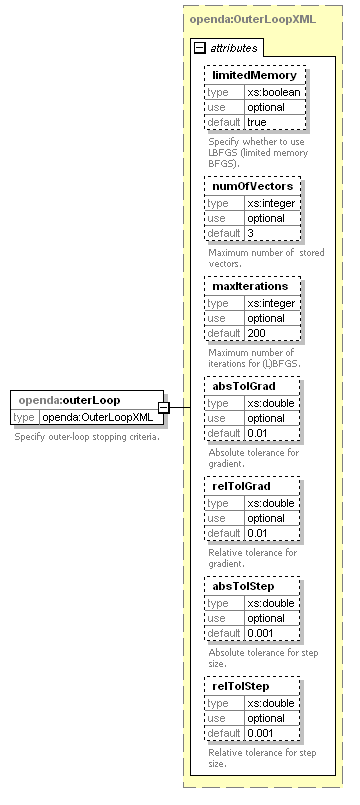 openda:OuterLoopXML
attributes
limitedMemory
type xs:boolean
use optional
default true
Specify whether to use
LBFGS (limited memory
BFGS).
numOfVectors
type xs:integer
use optional
default 3
Maximum number of stored
vectors.
maxIterations
type xs:integer
use optional
default 200
Maximum number of
iterations for (L)BFGS.
openda:outerLoop
type openda:OuterLoopXML
Specify outer-loop stopping criteria.
absTolGrad
type xs:double
use optional
default 0.01
Absolute tolerance for
gradient.
relTolGrad
type xs:double
use optional
default 0.01
Relative tolerance for
gradient.
absTolStep
type xs:double
use optional
default 0.001
Absolute tolerance for step
size.
relTolStep
type xs:double
use optional
default 0.001
Relative tolerance for step
size.